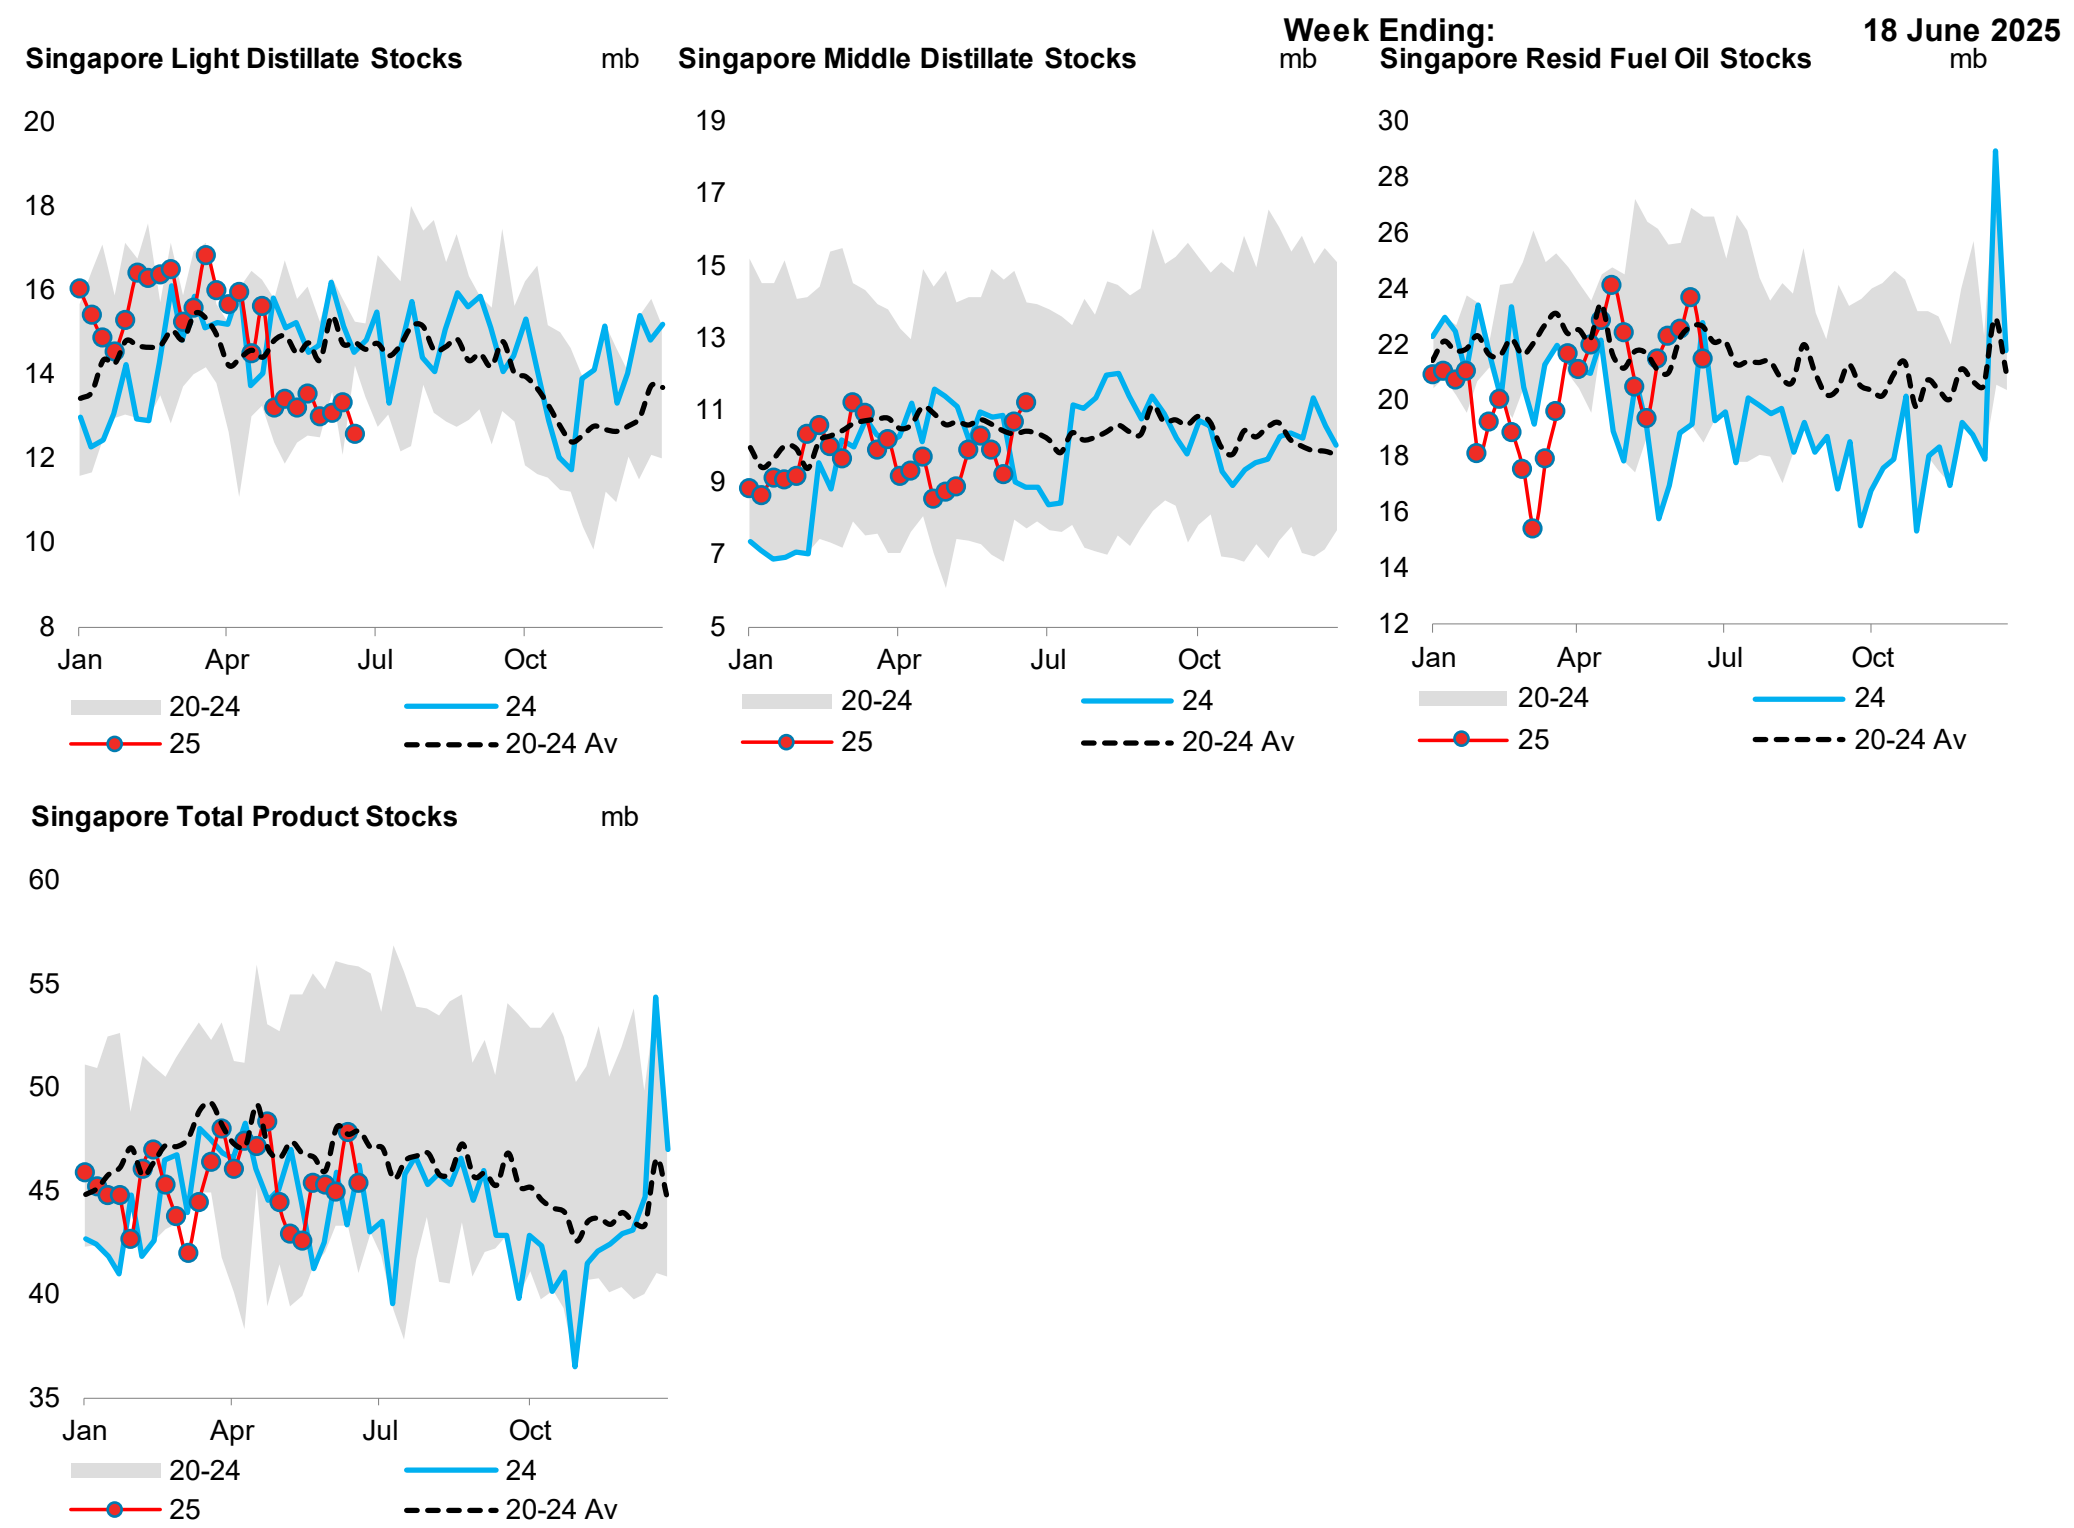 Week Ending: 18 June 2025
Singapore Light Distillate Stocks mb
20
18
16
14
12
10
8
Jan Apr Jul Oct
20-24 24
25 20-24 Av
Singapore Middle Distillate Stocks mb
19
17
15
13
11
9
7
5
Jan Apr Jul Oct
20-24 24
25 20-24 Av
Singapore Resid Fuel Oil Stocks mb
30
28
26
24
22
20
18
16
14
12
Jan Apr Jul Oct
20-24 24
25 20-24 Av
Singapore Total Product Stocks mb
60
55
50
45
40
35
Jan Apr Jul Oct
20-24 24
25 20-24 Av